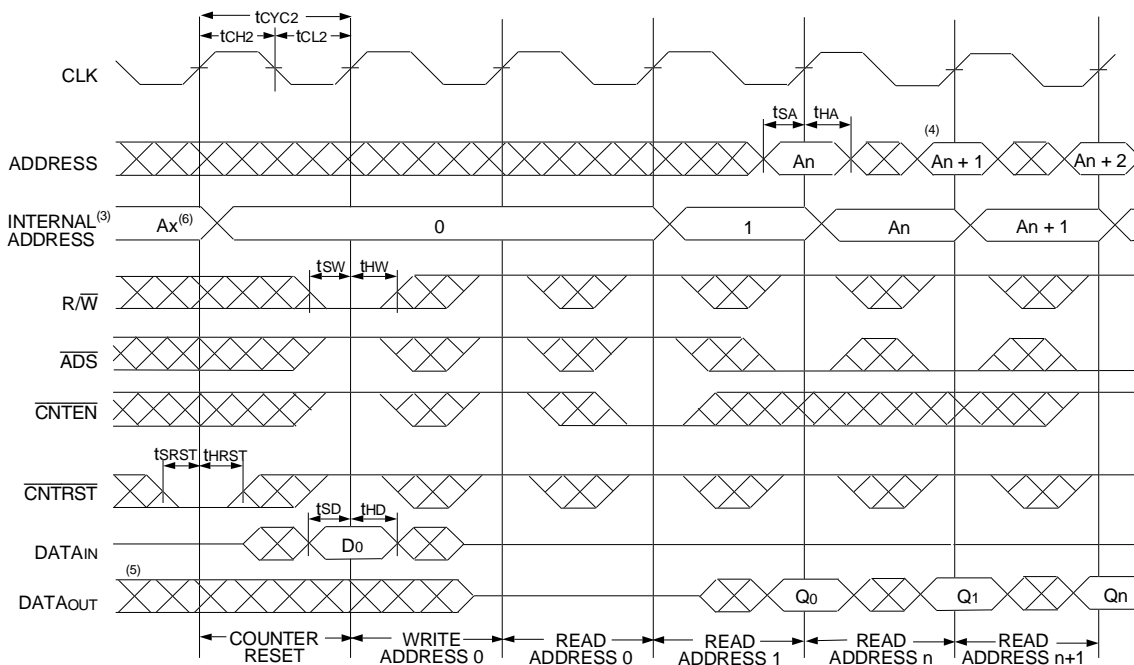 tCYC2
tCH2 tCL2
CLK
tSA tHA
(4)
ADDRESS An An + 1 An + 2
INTERNAL(3)
ADDRESS
Ax(6) 0 1 An An + 1
tSW tHW
R/W
ADS
CNTEN
tSRST tHRST
CNTRST
tSD tHD
DATAIN D0
(5)
DATAOUT Q0 Q1 Qn
COUNTER
RESET
WRITE
ADDRESS 0
READ
ADDRESS 0
READ
ADDRESS 1
READ
ADDRESS n
READ
ADDRESS n+1